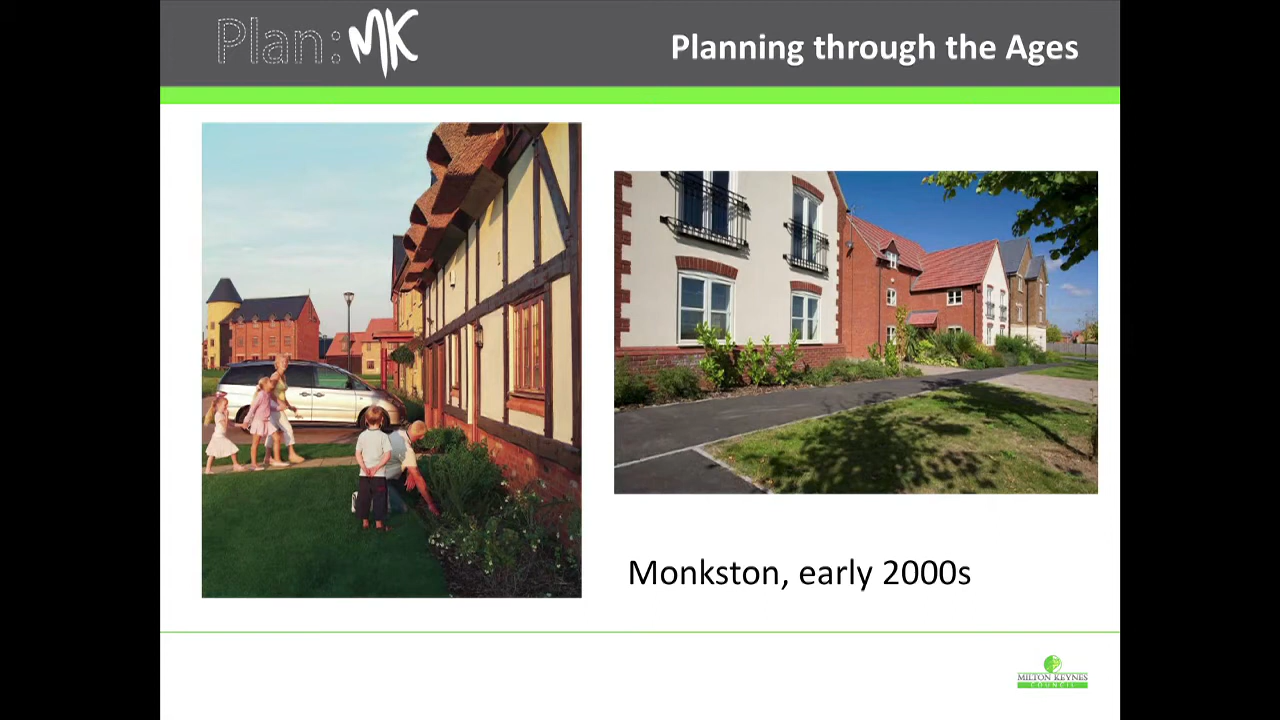 Plan:MK
Planning through the Ages
Monkston, early 2000s
MILTON KEYNES
COUNCIL